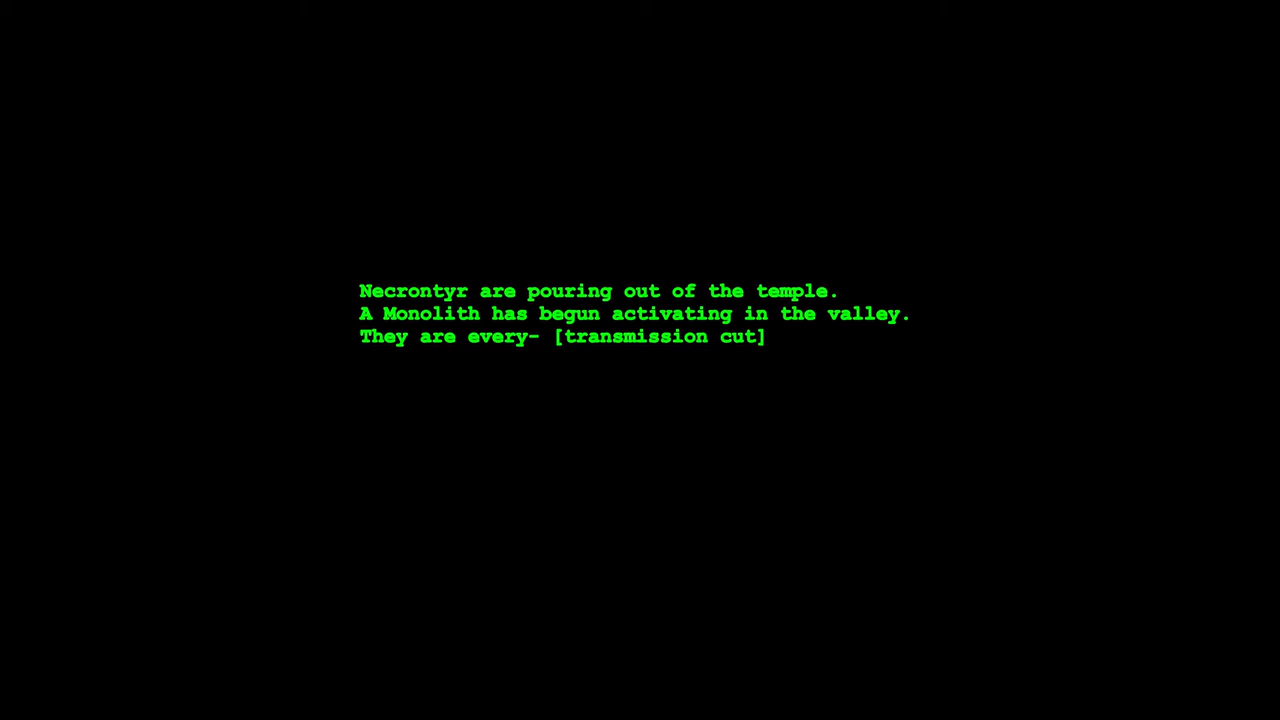 Necrontyr are pouring out of the temple.
A Monolith has begun activating in the valley.
They are every- [transmission cut]